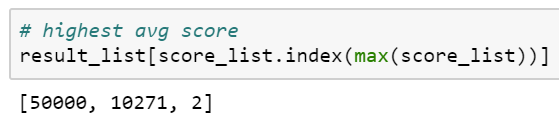 # highest avg score
result_list[score_list.index(max(score_list))]
[50000, 10271, 2]